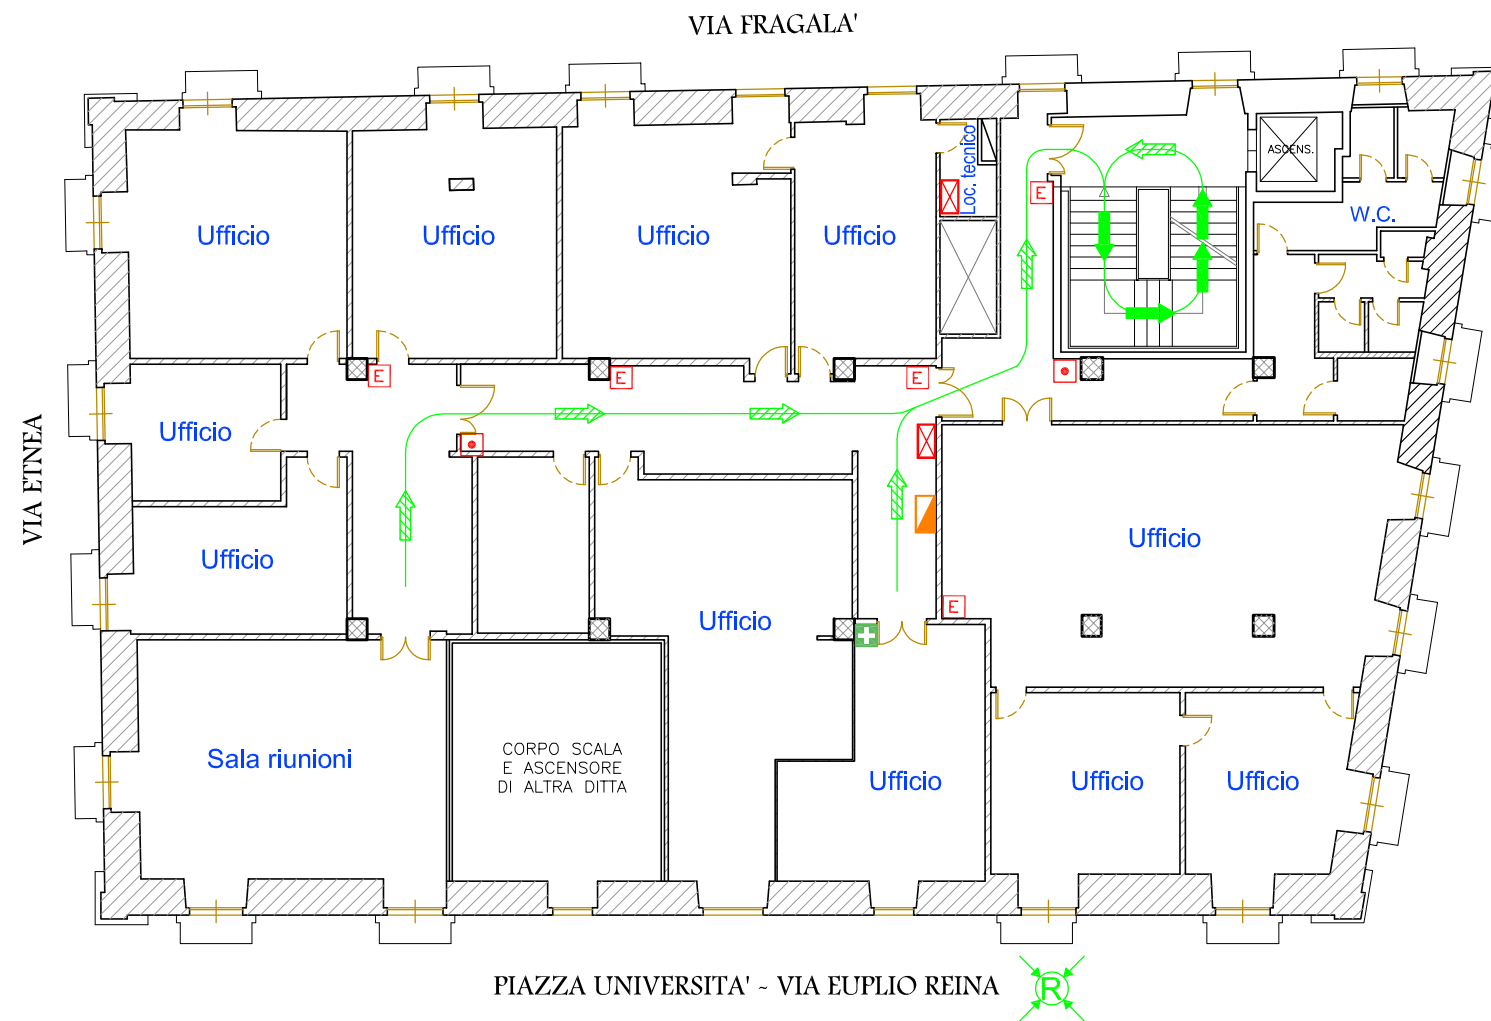 VIA FRAGALA'
ASCENS.
Loc. tecnico
E
W.C.
Ufficio
Ufficio
Ufficio
Ufficio
E
E
E
VIA ETNEA
Ufficio
Ufficio
Ufficio
E
Ufficio
Sala riunioni
CORPO SCALA
E ASCENSORE
DI ALTRA DITTA
Ufficio
Ufficio
Ufficio
PIAZZA UNIVERSITA' - VIA EUPLIO REINA
R